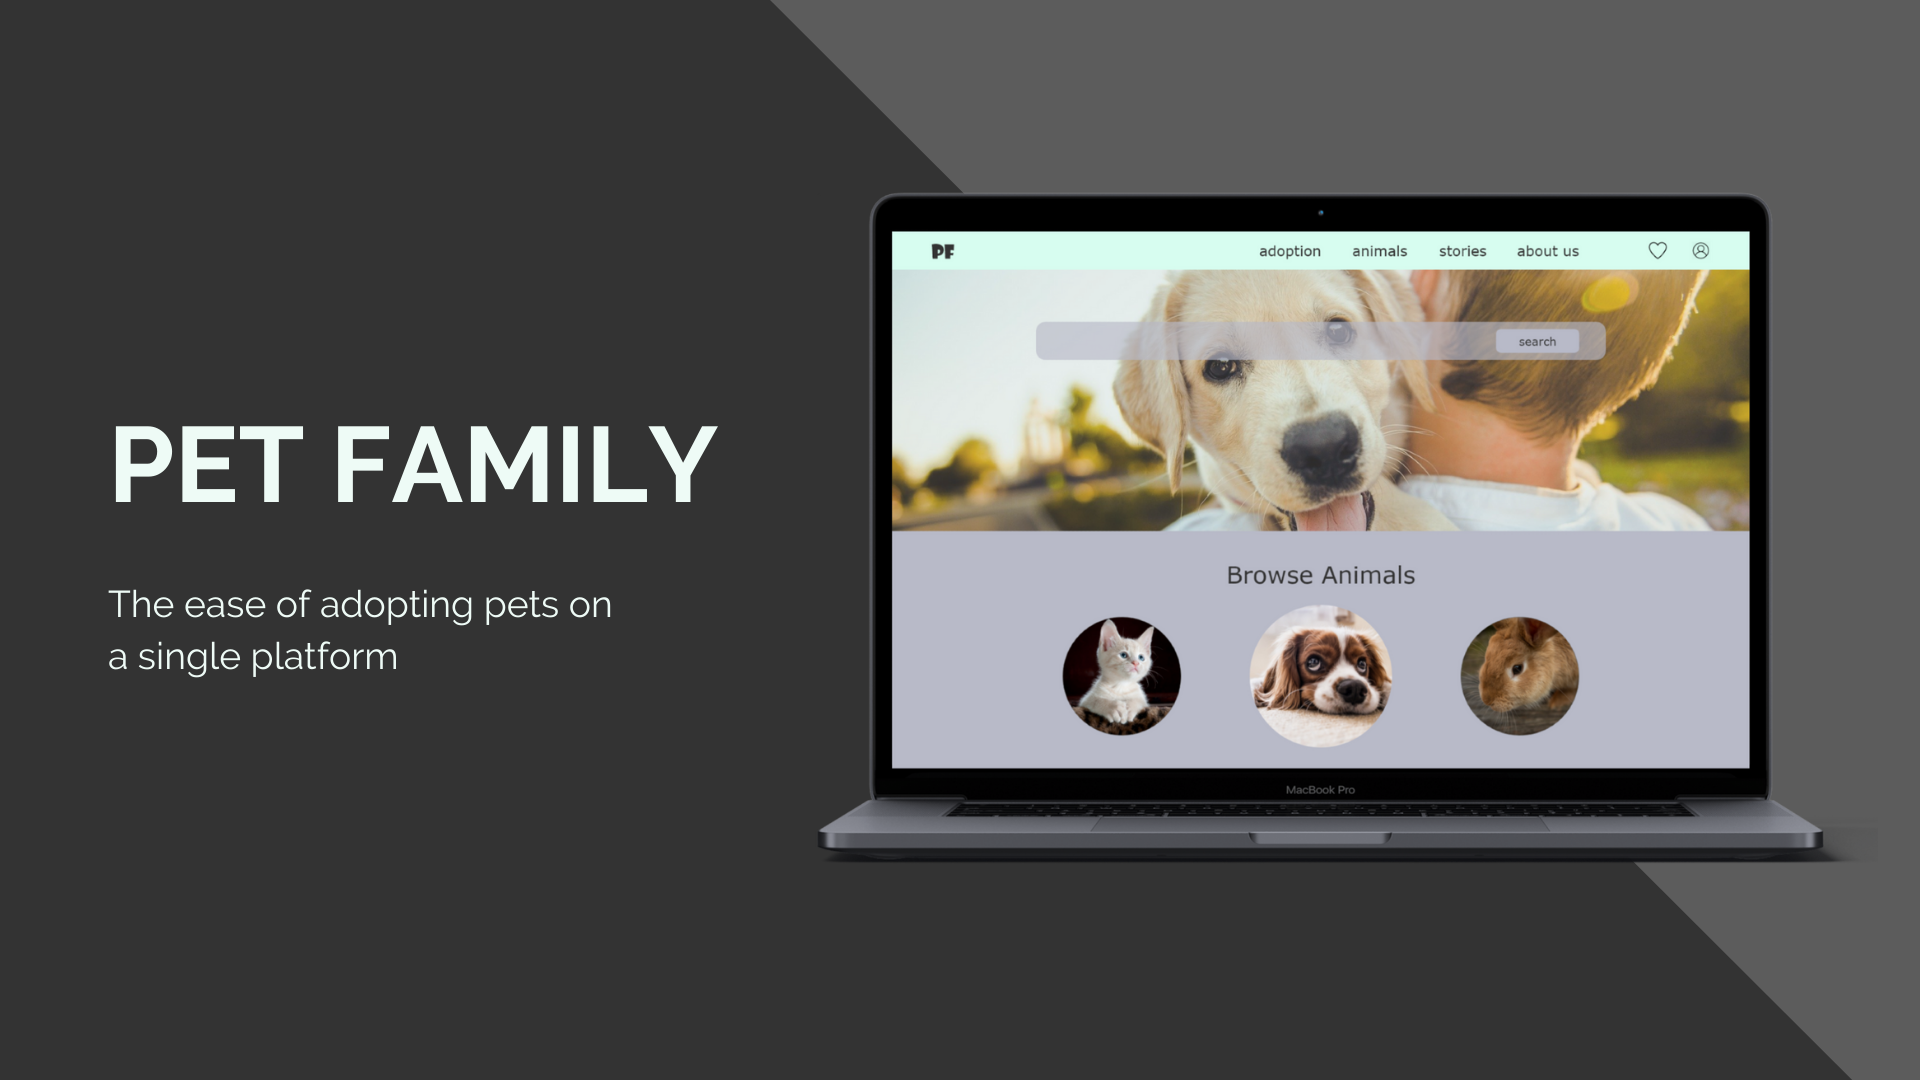 PET FAMILY
The ease of adopting pets on
a single platform
PF adoption animals stories about us
search
Browse Animals
MacBook Pro